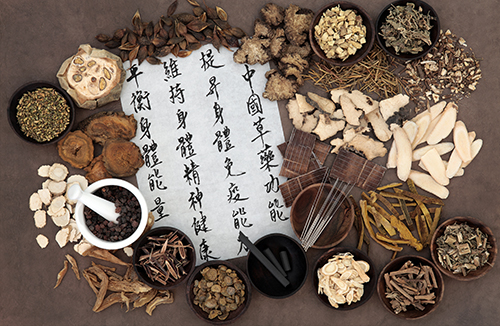 中國草藥功能
提昇身體免疫能力
維持身體精神健康
平衡身體能量